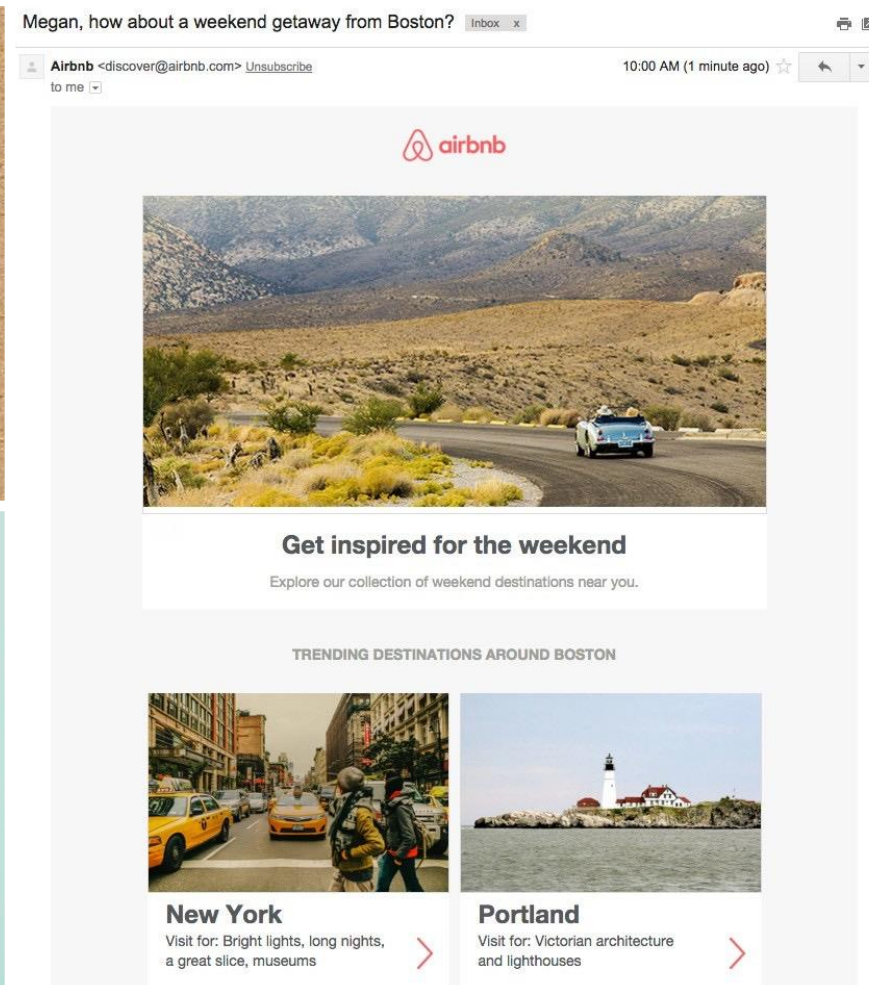 Megan, how about a weekend getaway from Boston? Inbox x
Airbnb <discover@airbnb.com> Unsubscribe 10:00 AM (1 minute ago)
to me
airbnb
Get inspired for the weekend
Explore our collection of weekend destinations near you.
TRENDING DESTINATIONS AROUND BOSTON
New York
Visit for: Bright lights, long nights,
a great slice, museums
Portland
Visit for: Victorian architecture
and lighthouses